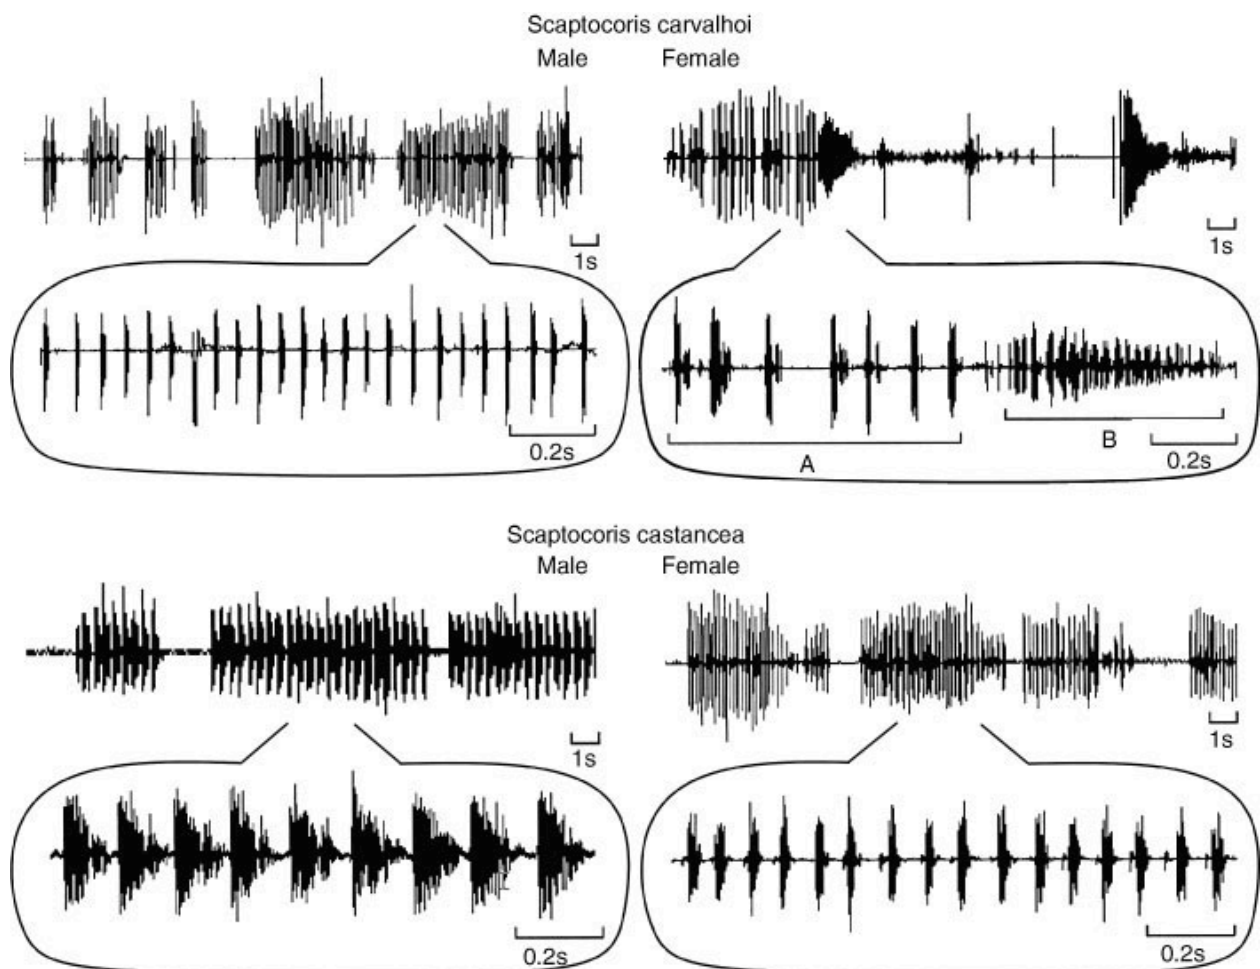 Scaptocoris carvalhoi
Male Female
1s 1s
0.2s 0.2s
A B
Scaptocoris castancea
Male Female
1s 1s
0.2s 0.2s